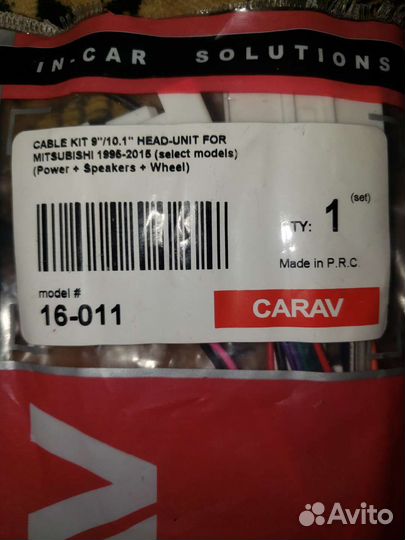 IN-CAR SOLUTIONS
CABLE KIT 9"/10.1" HEAD-UNIT FOR
MITSUBISHI 1996-2015 (select models)
(Power + Speakers + Wheel)
QTY: 1 (set)
Made in P.R.C
model #
16-011
CARAV
AV
Avito